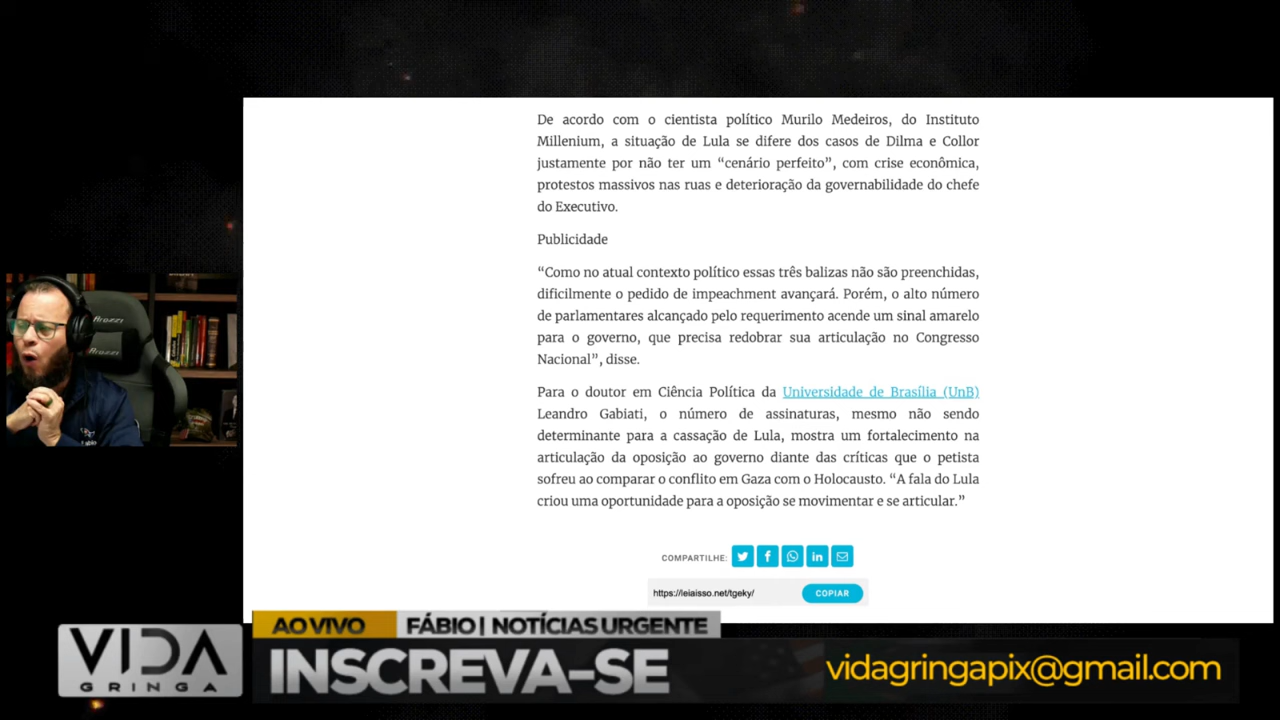 De acordo com o cientista político Murilo Medeiros, do Instituto
Millenium, a situação de Lula se difere dos casos de Dilma e Collor
justamente por não ter um “cenário perfeito”, com crise econômica,
protestos massivos nas ruas e deterioração da governabilidade do chefe
do Executivo.
Publicidade
“Como no atual contexto político essas três balizas não são preenchidas,
dificilmente o pedido de impeachment avançará. Porém, o alto número
de parlamentares alcançado pelo requerimento acende um sinal amarelo
para o governo, que precisa redobrar sua articulação no Congresso
Nacional”, disse.
Para o doutor em Ciência Política da Universidade de Brasília (UnB)
Leandro Gabiati, o número de assinaturas, mesmo não sendo
determinante para a cassação de Lula, mostra um fortalecimento na
articulação da oposição ao governo diante das críticas que o petista
sofreu ao comparar o conflito em Gaza com o Holocausto. “A fala do Lula
criou uma oportunidade para a oposição se movimentar e se articular.”
COMPARTILHE:
https://leiaisso.net/tgeky/
COPIAR
Arozzi
Arozzi
AO VIVO
FÁBIO | NOTÍCIAS URGENTE
VIDA
GRINGA
INSCREVA-SE
vidagringapix@gmail.com